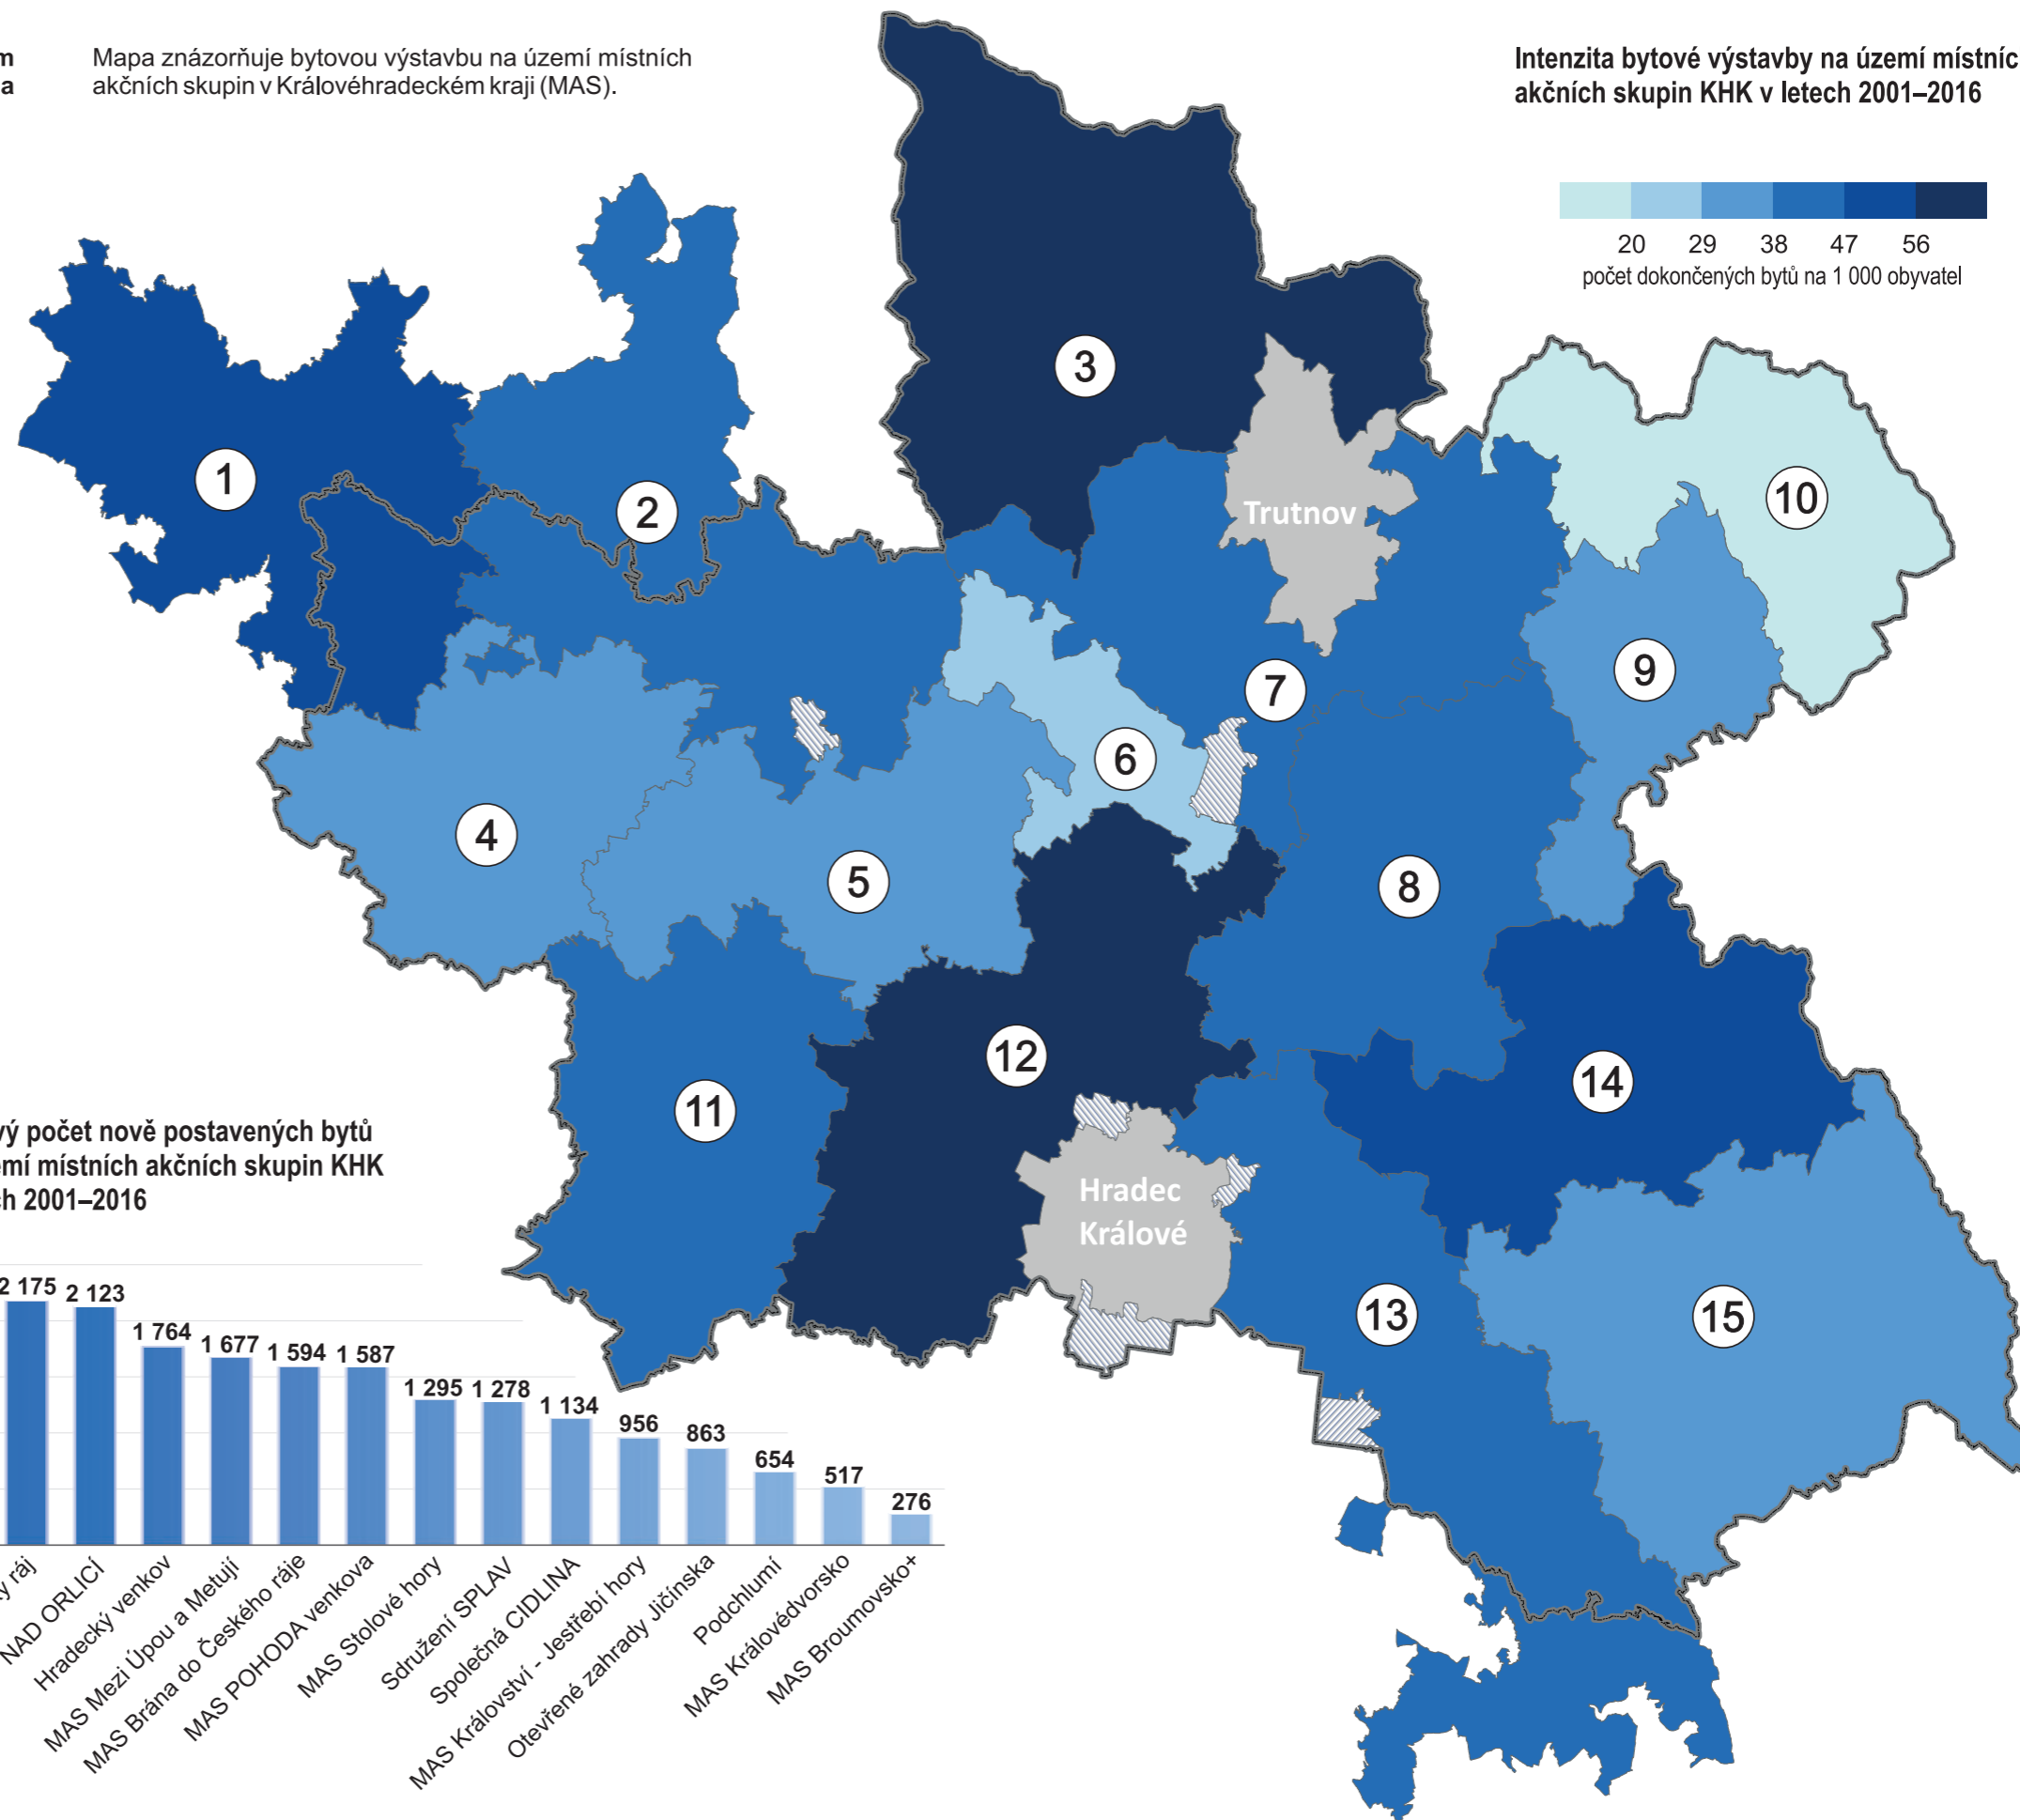 m
a
Mapa znázorňuje bytovou výstavbu na území místních
akčních skupin v Královéhradeckém kraji (MAS).
Intenzita bytové výstavby na území místníc
akčních skupin KHK v letech 2001–2016
20 29 38 47 56
počet dokončených bytů na 1 000 obyvatel
1
2
3
Trutnov
10
9
7
6
4
5
8
12
11
14
Hradec
Králové
13
15
vý počet nově postavených bytů
emí místních akčních skupin KHK
ch 2001–2016
2 175
2 123
1 764
1 677
1 594
1 587
1 295
1 278
1 134
956
863
654
517
276
ý ráj
NAD ORLICÍ
Hradecký venkov
MAS Mezi Úpou a Metují
MAS Brána do Českého ráje
MAS POHODA venkova
MAS Stolové hory
Sdružení SPLAV
Společná CIDLINA
MAS Království - Jestřebí hory
Otevřené zahrady Jičínska
Podchlumí
MAS Královédvorsko
MAS Broumovsko+